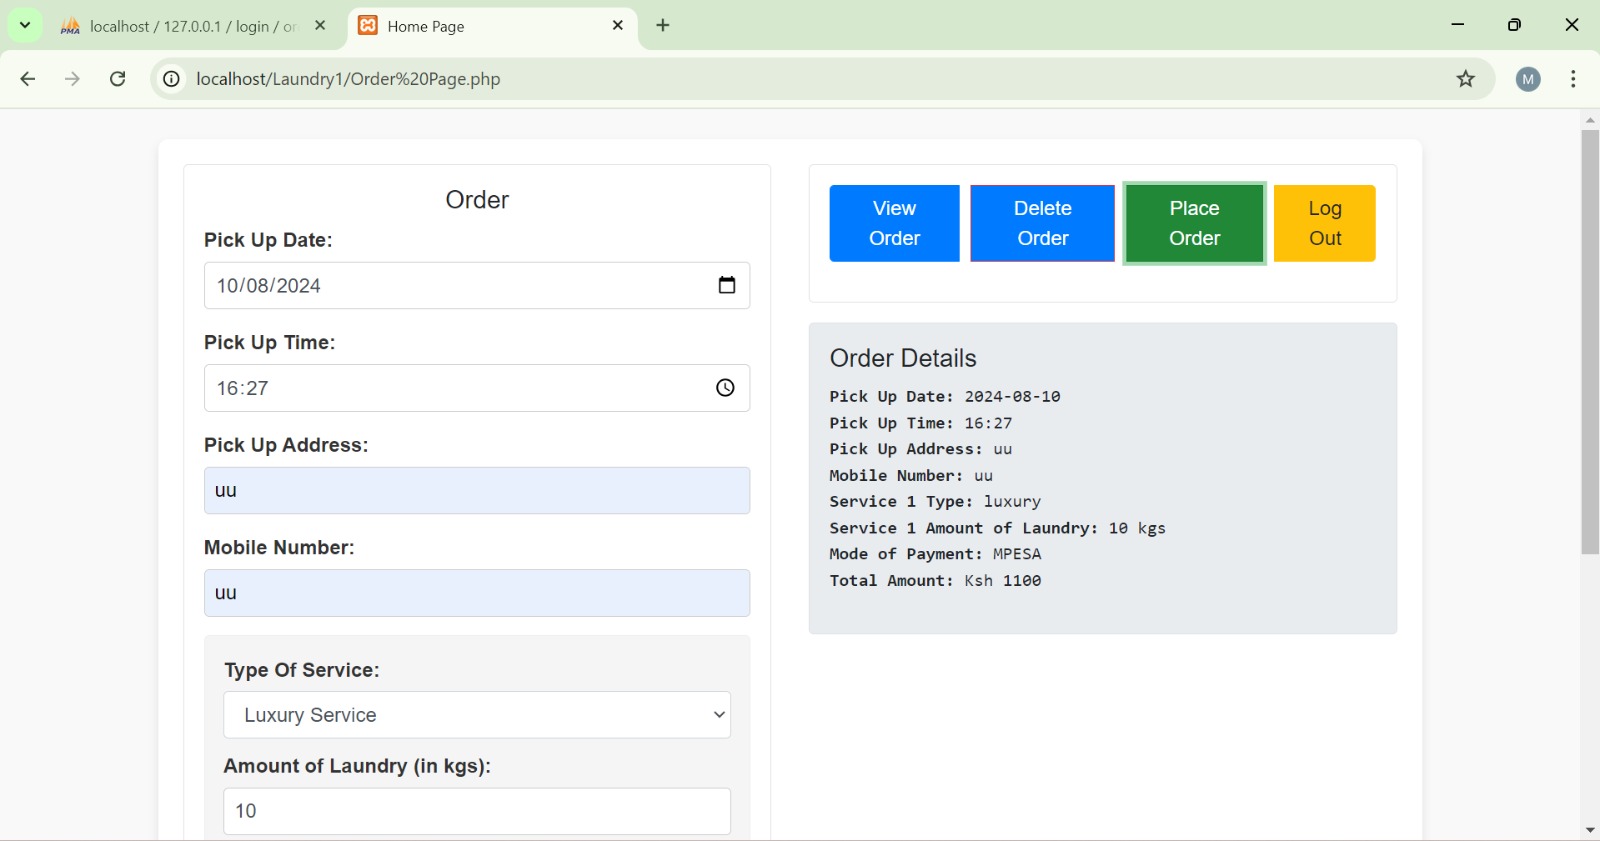 localhost / 127.0.0.1 / login / or
Home Page
localhost/Laundry1/Order%20Page.php
M
Order
Pick Up Date:
10/08/2024
Pick Up Time:
16:27
Pick Up Address:
uu
Mobile Number:
uu
Type Of Service:
Luxury Service
Amount of Laundry (in kgs):
10
View
Order
Delete
Order
Place
Order
Log
Out
Order Details
Pick Up Date: 2024-08-10
Pick Up Time: 16:27
Pick Up Address: uu
Mobile Number: uu
Service 1 Type: luxury
Service 1 Amount of Laundry: 10 kgs
Mode of Payment: MPESA
Total Amount: Ksh 1100